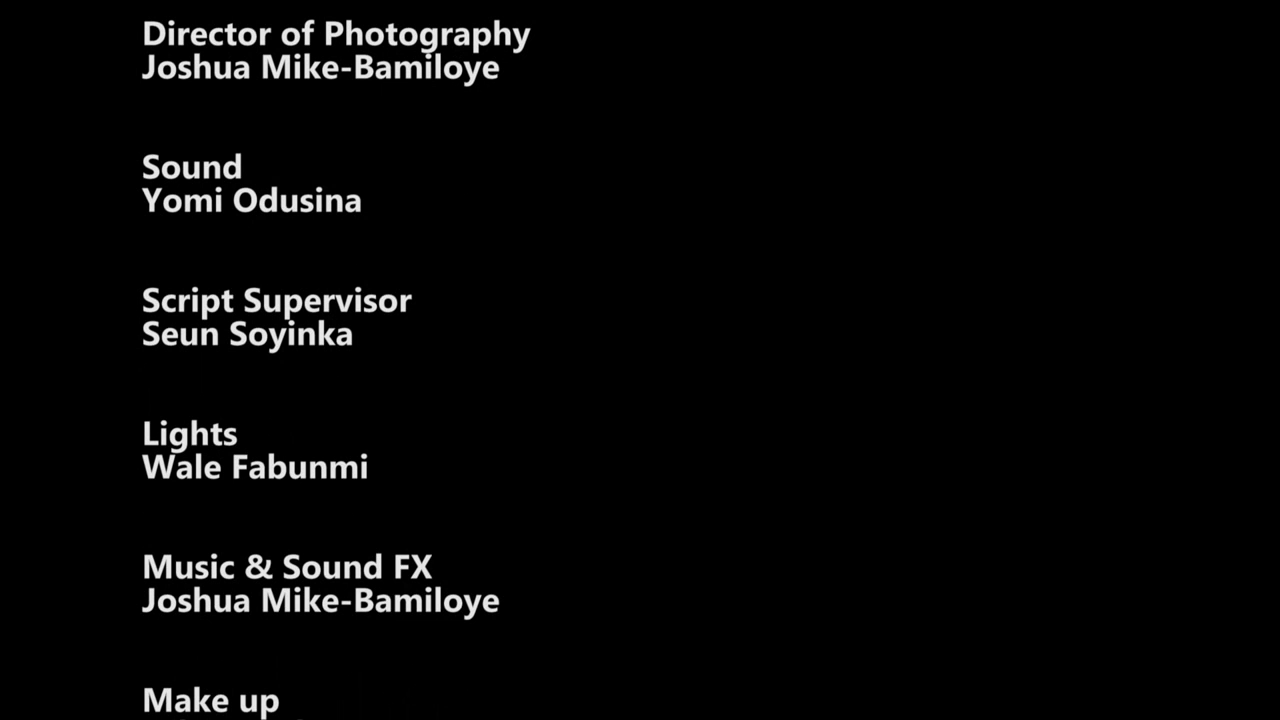 Director of Photography
Joshua Mike-Bamiloye
Sound
Yomi Odusina
Script Supervisor
Seun Soyinka
Lights
Wale Fabunmi
Music & Sound FX
Joshua Mike-Bamiloye
Make up